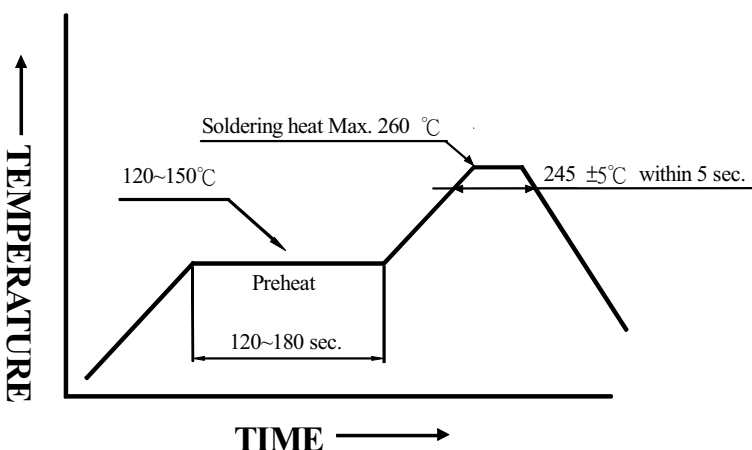 Soldering heat Max. 260 ℃
120~150℃
245 ±5℃ within 5 sec.
Preheat
120~180 sec.
TEMPERATURE
TIME